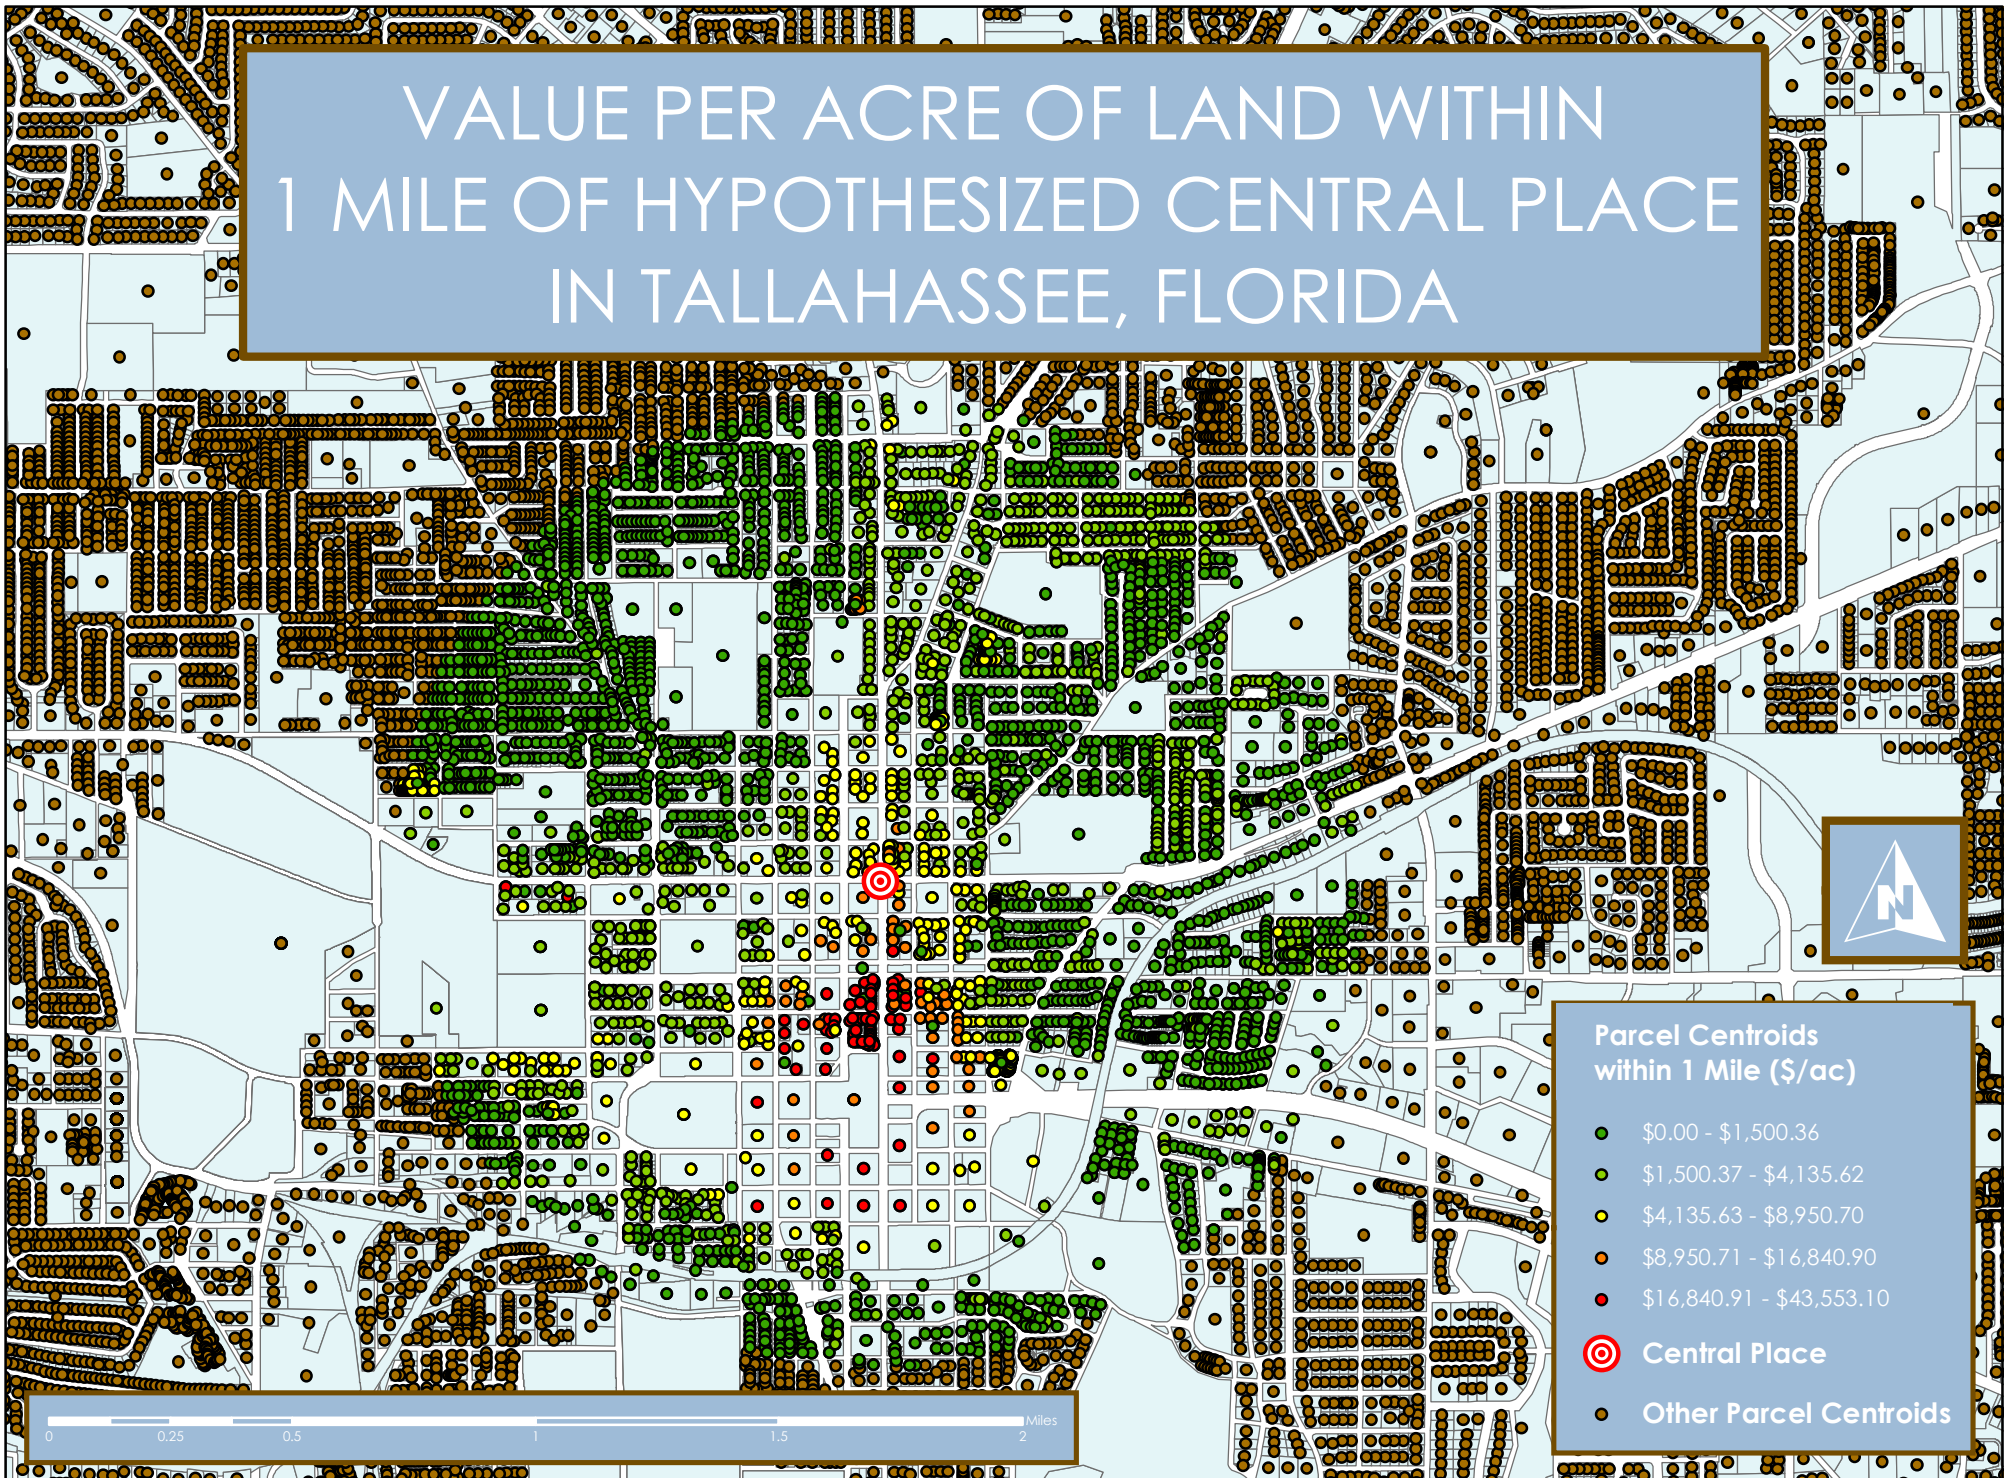 VALUE PER ACRE OF LAND WITHIN
1 MILE OF HYPOTHESIZED CENTRAL PLACE
IN TALLAHASSEE, FLORIDA
N
Parcel Centroids
within 1 Mile ($/ac)
$0.00 - $1,500.36
$1,500.37 - $4,135.62
$4,135.63 - $8,950.70
$8,950.71 - $16,840.90
$16,840.91 - $43,553.10
Central Place
Other Parcel Centroids
Miles
0 0.25 0.5 1 1.5 2